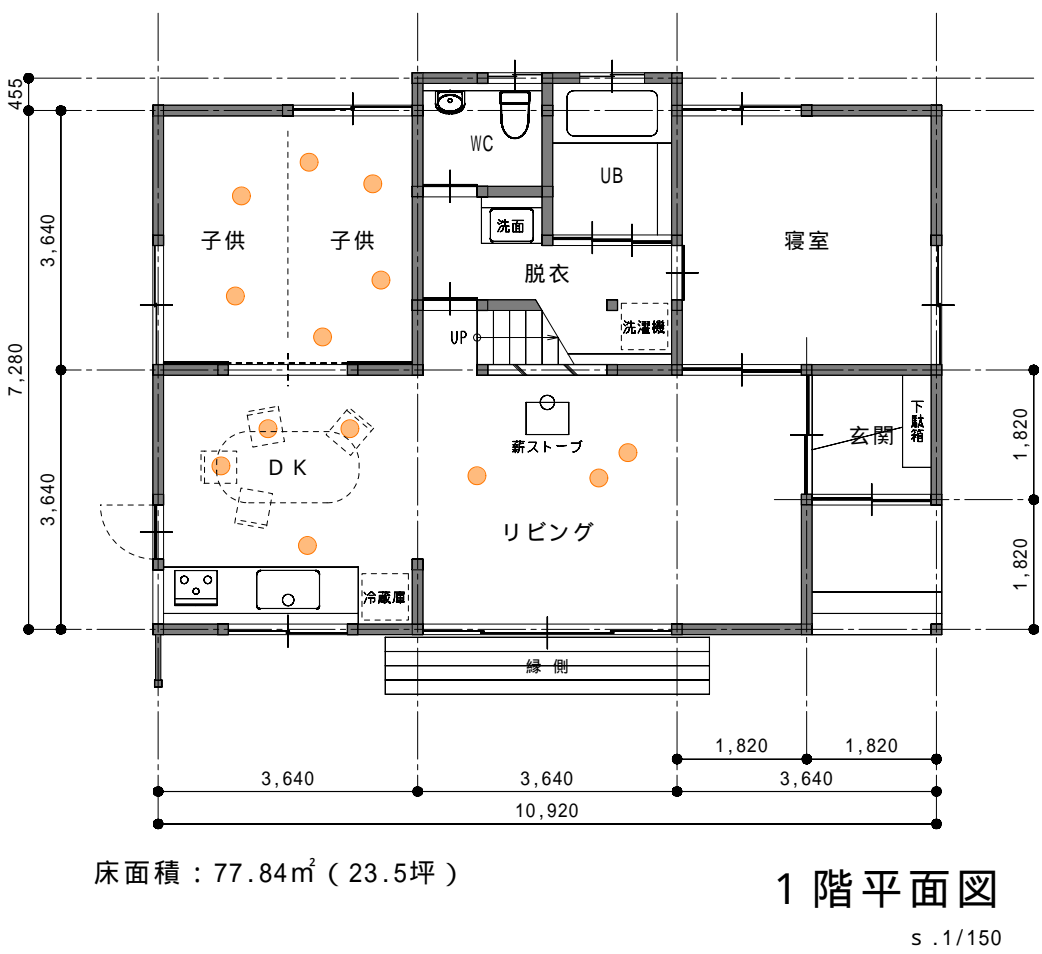 455
WC
UB
洗面
3,640
子供
子供
寝室
脱衣
UP
洗濯機
7,280
下駄箱
玄関
1,820
薪ストーブ
DK
3,640
リビング
1,820
冷蔵庫
縁側
1,820
1,820
3,640
3,640
3,640
10,920
床面積：77.84㎡（23.5坪）
1階平面図
s.1/150